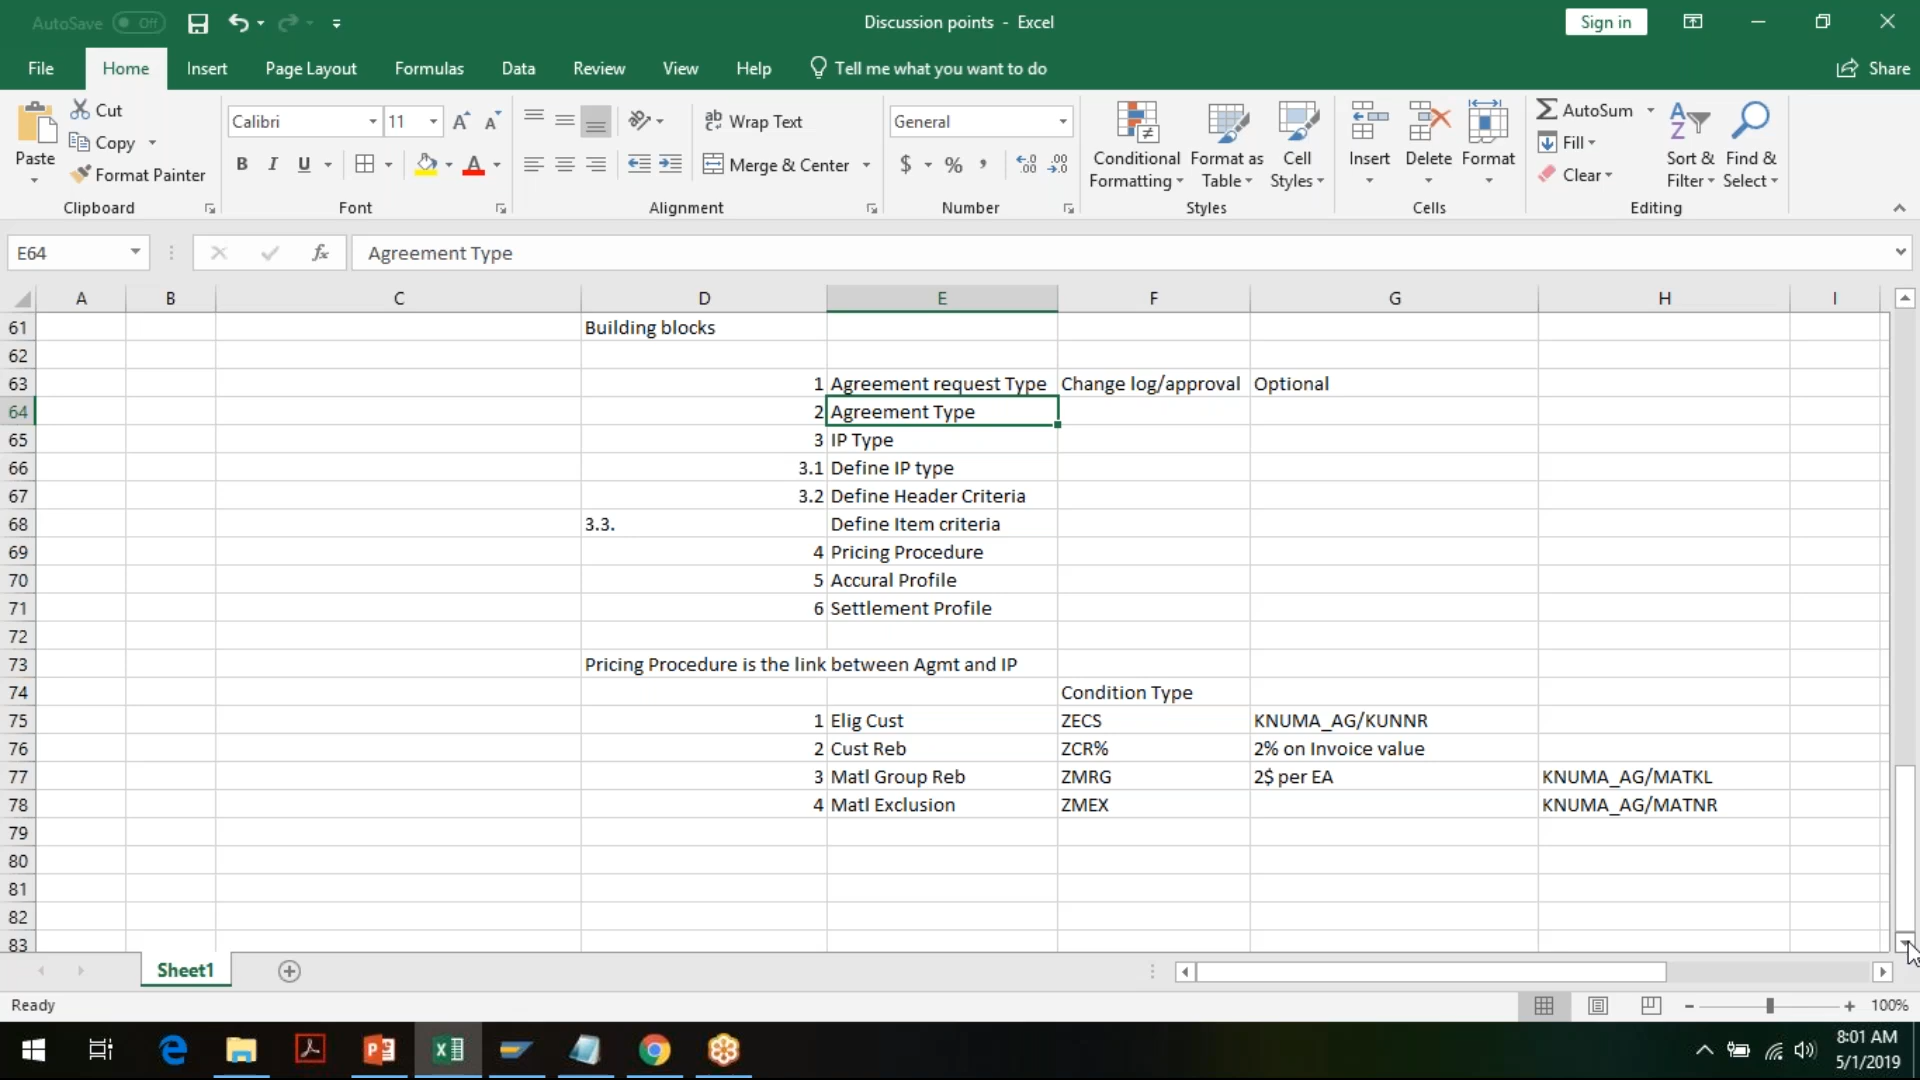 AutoSave Off
Discussion points - Excel
Sign in
File Home Insert Page Layout Formulas Data Review View Help Tell me what you want to do Share
Paste
Cut
Copy
Format Painter
Clipboard
Calibri 11
B I U
Font
Wrap Text
Merge & Center
Alignment
General
$ %
Number
Conditional Formatting
Format as Table
Cell Styles
Styles
Insert Delete Format
Cells
AutoSum
Fill
Clear
Sort & Filter
Find & Select
Editing
E64 fx Agreement Type
A B C D E F G H I
61 Building blocks
62
63 1 Agreement request Type Change log/approval Optional
64 2 Agreement Type
65 3 IP Type
66 3.1 Define IP type
67 3.2 Define Header Criteria
68 3.3. Define Item criteria
69 4 Pricing Procedure
70 5 Accural Profile
71 6 Settlement Profile
72
73 Pricing Procedure is the link between Agmt and IP
74 Condition Type
75 1 Elig Cust ZECS KNUMA_AG/KUNNR
76 2 Cust Reb ZCR% 2% on Invoice value
77 3 Matl Group Reb ZMRG 2$ per EA KNUMA_AG/MATKL
78 4 Matl Exclusion ZMEX KNUMA_AG/MATNR
79
80
81
82
83
Sheet1
Ready
100%
8:01 AM
5/1/2019